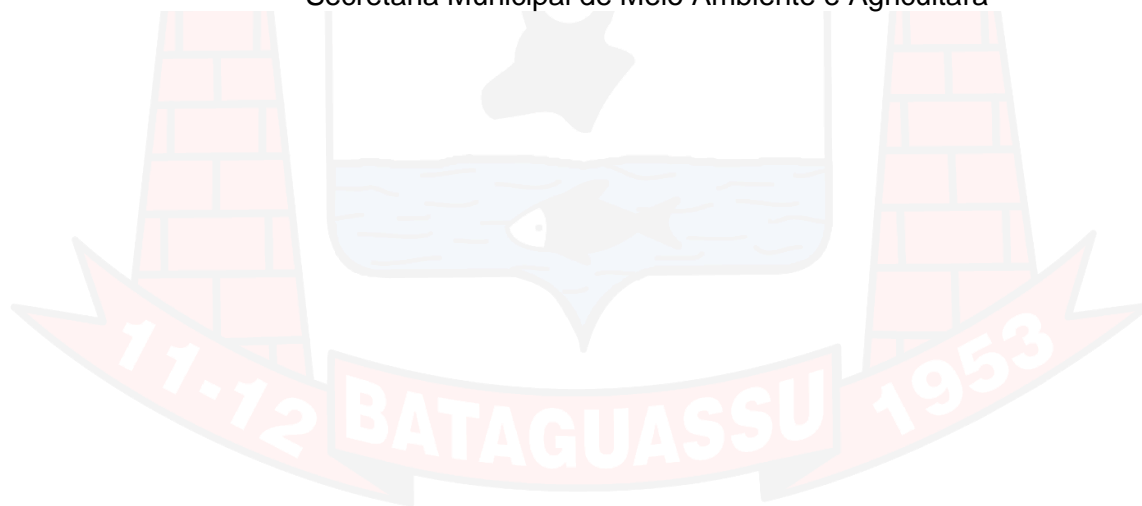 Secretaria Municipal de Meio Ambiente e Agricultura
11-12 BATAGUASSU 1953